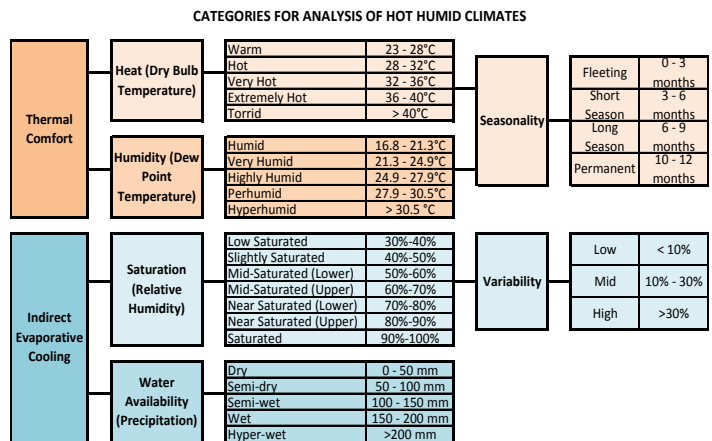 CATEGORIES FOR ANALYSIS OF HOT HUMID CLIMATES
Thermal
Comfort
Heat (Dry Bulb
Temperature)
Warm 23 - 28°C
Hot 28 - 32°C
Very Hot 32 - 36°C
Extremely Hot 36 - 40°C
Torrid > 40°C
Humidity (Dew
Point
Temperature)
Humid 16.8 - 21.3°C
Very Humid 21.3 - 24.9°C
Highly Humid 24.9 - 27.9°C
Perhumid 27.9 - 30.5°C
Hyperhumid > 30.5 °C
Seasonality
Fleeting
0 - 3
months
Short
Season
3 - 6
months
Long
Season
6 - 9
months
Permanent
10 - 12
months
Indirect
Evaporative
Cooling
Saturation
(Relative
Humidity)
Low Saturated 30%-40%
Slightly Saturated 40%-50%
Mid-Saturated (Lower) 50%-60%
Mid-Saturated (Upper) 60%-70%
Near Saturated (Lower) 70%-80%
Near Saturated (Upper) 80%-90%
Saturated 90%-100%
Variability
Low < 10%
Mid 10% - 30%
High >30%
Water
Availability
(Precipitation)
Dry 0 - 50 mm
Semi-dry 50 - 100 mm
Semi-wet 100 - 150 mm
Wet 150 - 200 mm
Hyper-wet >200 mm